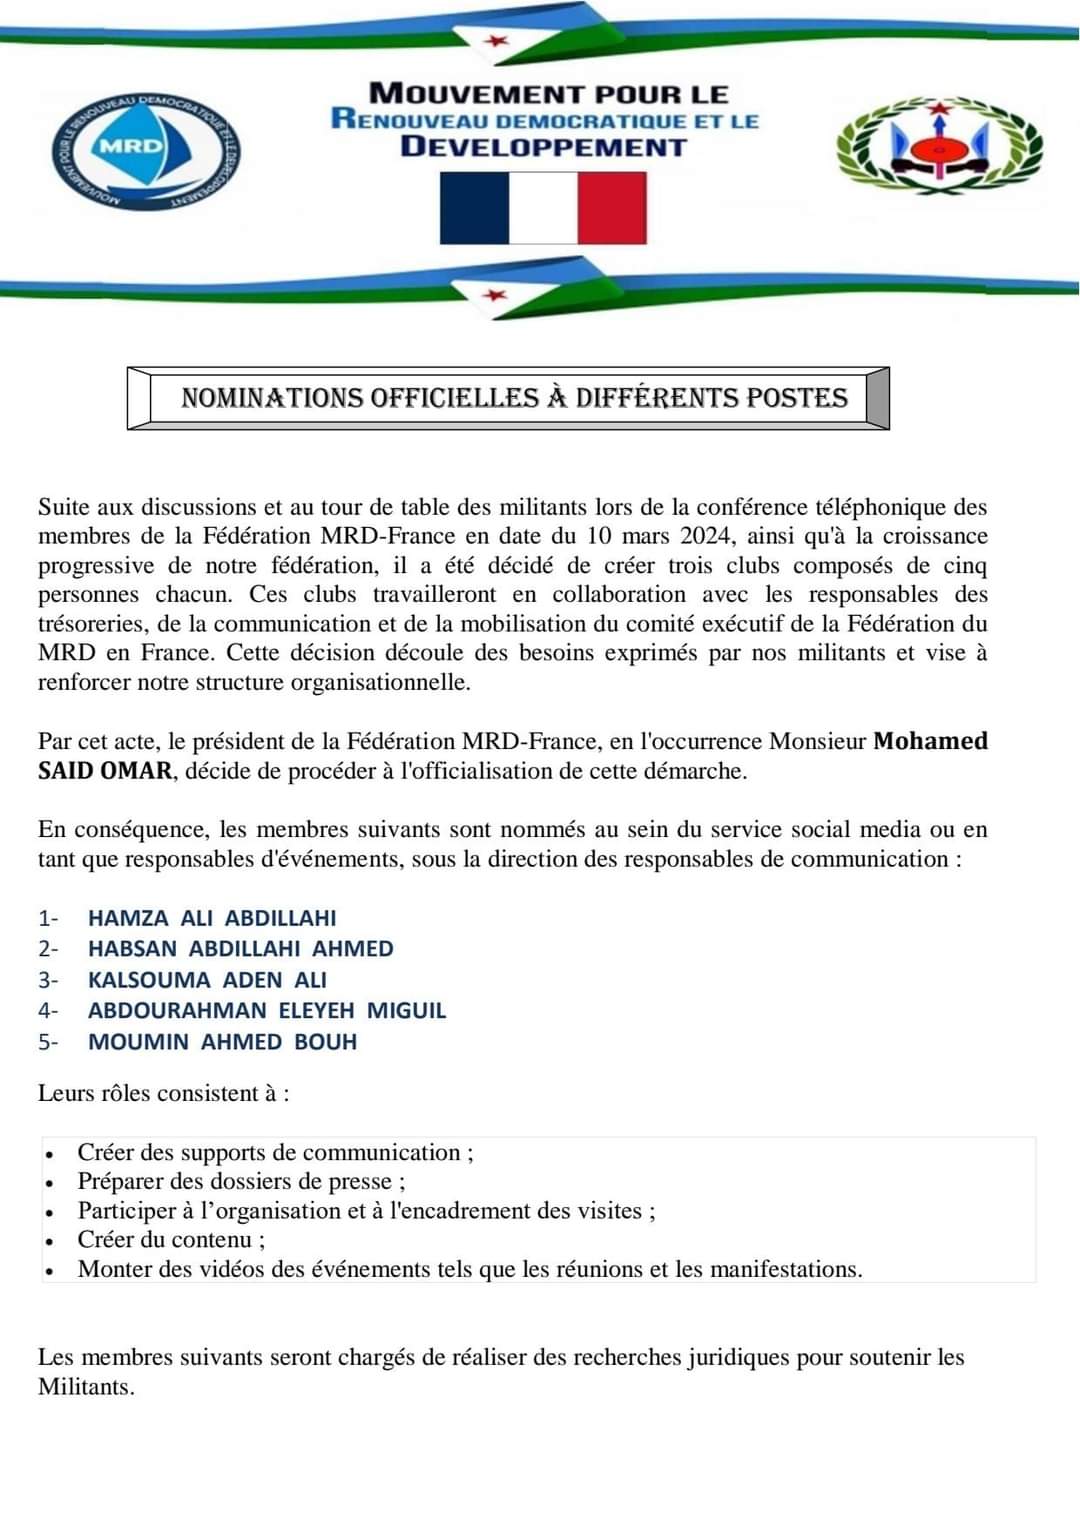 MOUVEMENT POUR LE RENOUVEAU DEMOCRATIQUE ET LE DEVELOPPEMENT
MRD
MOUVEMENT POUR LE
RENOUVEAU DEMOCRATIQUE ET LE
DEVELOPPEMENT
NOMINATIONS OFFICIELLES À DIFFÉRENTS POSTES
Suite aux discussions et au tour de table des militants lors de la conférence téléphonique des
membres de la Fédération MRD-France en date du 10 mars 2024, ainsi qu'à la croissance
progressive de notre fédération, il a été décidé de créer trois clubs composés de cinq
personnes chacun. Ces clubs travailleront en collaboration avec les responsables des
trésoreries, de la communication et de la mobilisation du comité exécutif de la Fédération du
MRD en France. Cette décision découle des besoins exprimés par nos militants et vise à
renforcer notre structure organisationnelle.
Par cet acte, le président de la Fédération MRD-France, en l'occurrence Monsieur Mohamed
SAID OMAR, décide de procéder à l'officialisation de cette démarche.
En conséquence, les membres suivants sont nommés au sein du service social media ou en
tant que responsables d'événements, sous la direction des responsables de communication :
1- HAMZA ALI ABDILLAHI
2- HABSAN ABDILLAHI AHMED
3- KALSOUMA ADEN ALI
4- ABDOURAHMAN ELEYEH MIGUIL
5- MOUMIN AHMED BOUH
Leurs rôles consistent à :
• Créer des supports de communication ;
• Préparer des dossiers de presse ;
• Participer à l’organisation et à l'encadrement des visites ;
• Créer du contenu ;
• Monter des vidéos des événements tels que les réunions et les manifestations.
Les membres suivants seront chargés de réaliser des recherches juridiques pour soutenir les
Militants.